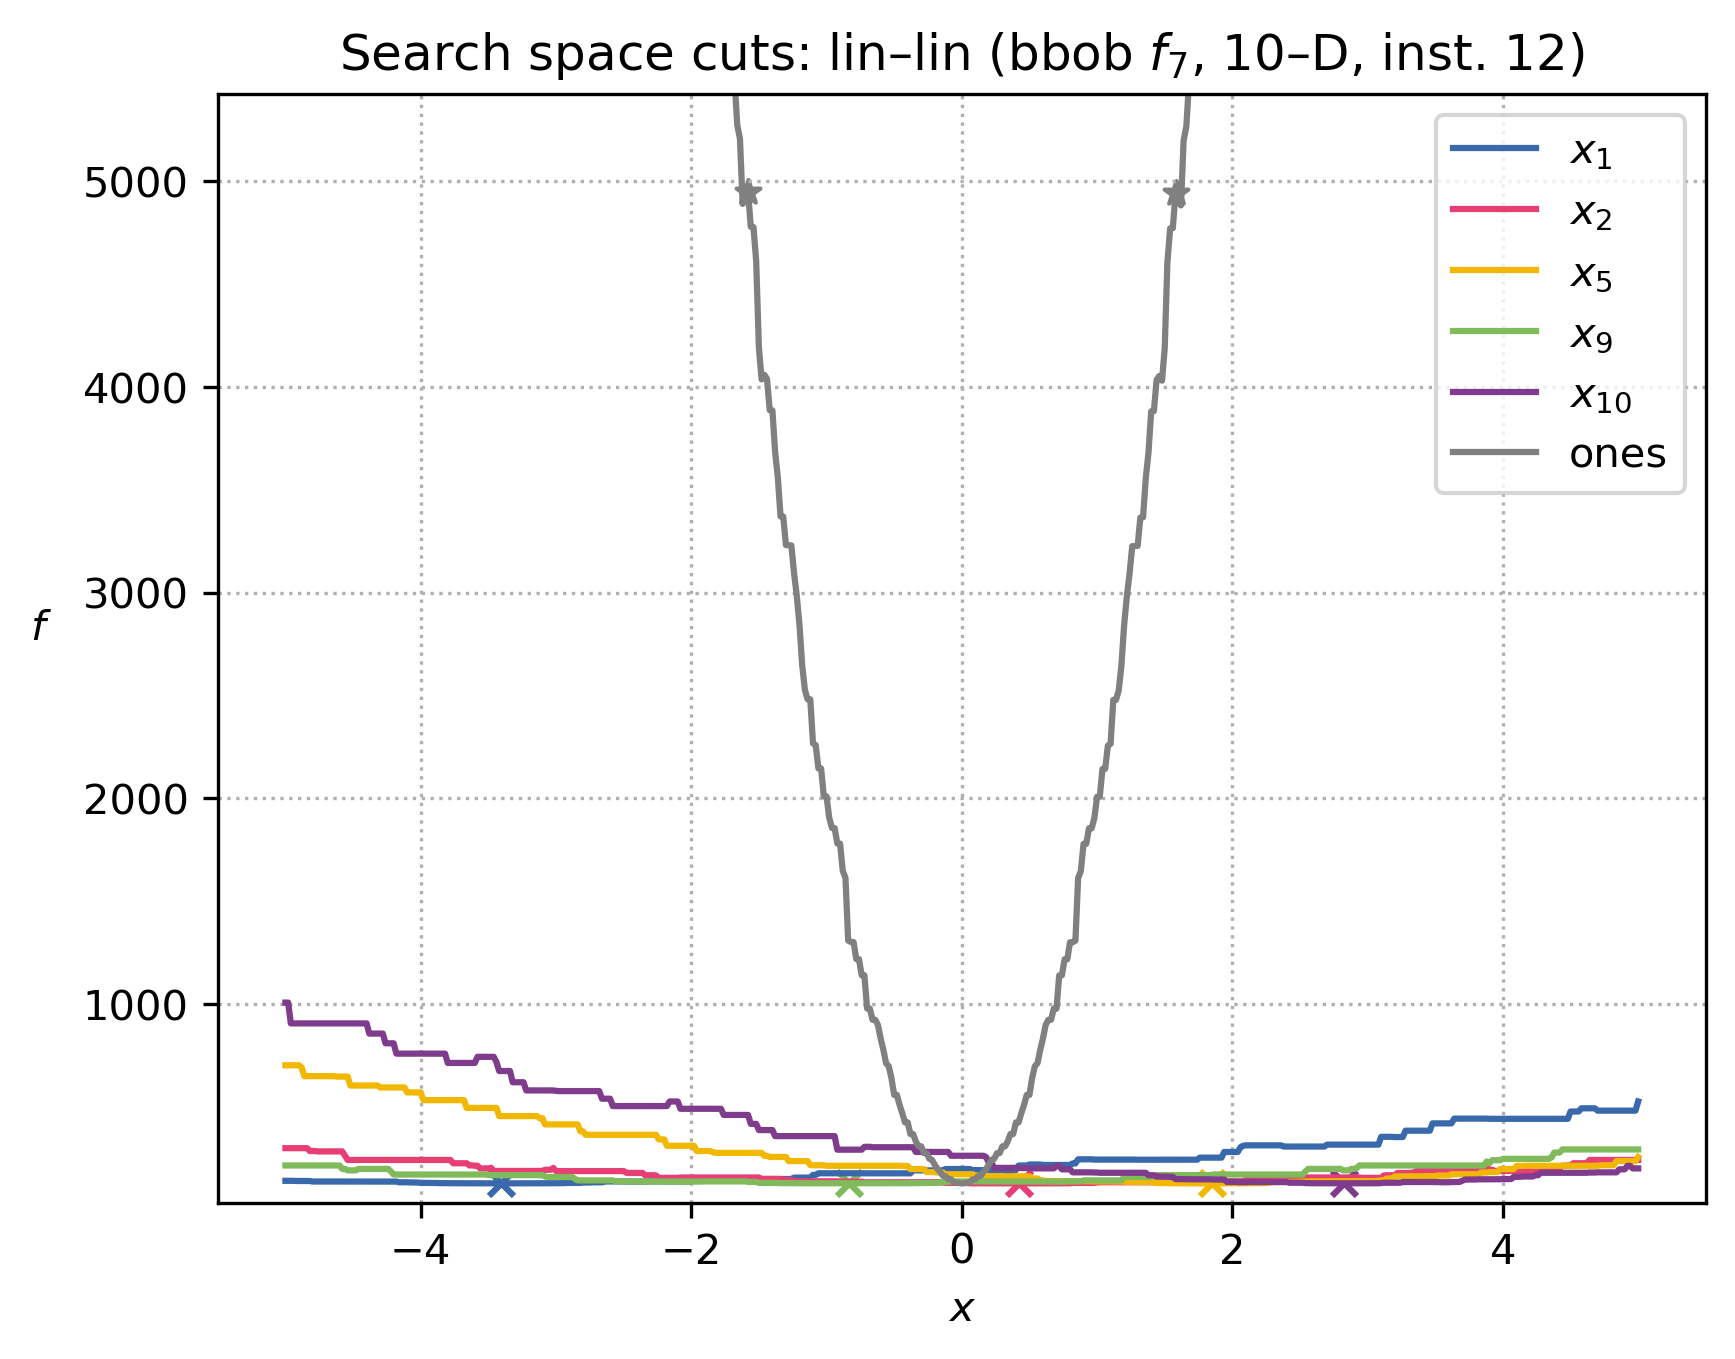 Search space cuts: lin–lin (bbob f₇, 10–D, inst. 12)
x₁
x₂
x₅
x₉
x₁₀
ones
5000
4000
3000
2000
1000
f
−4
−2
0
2
4
x